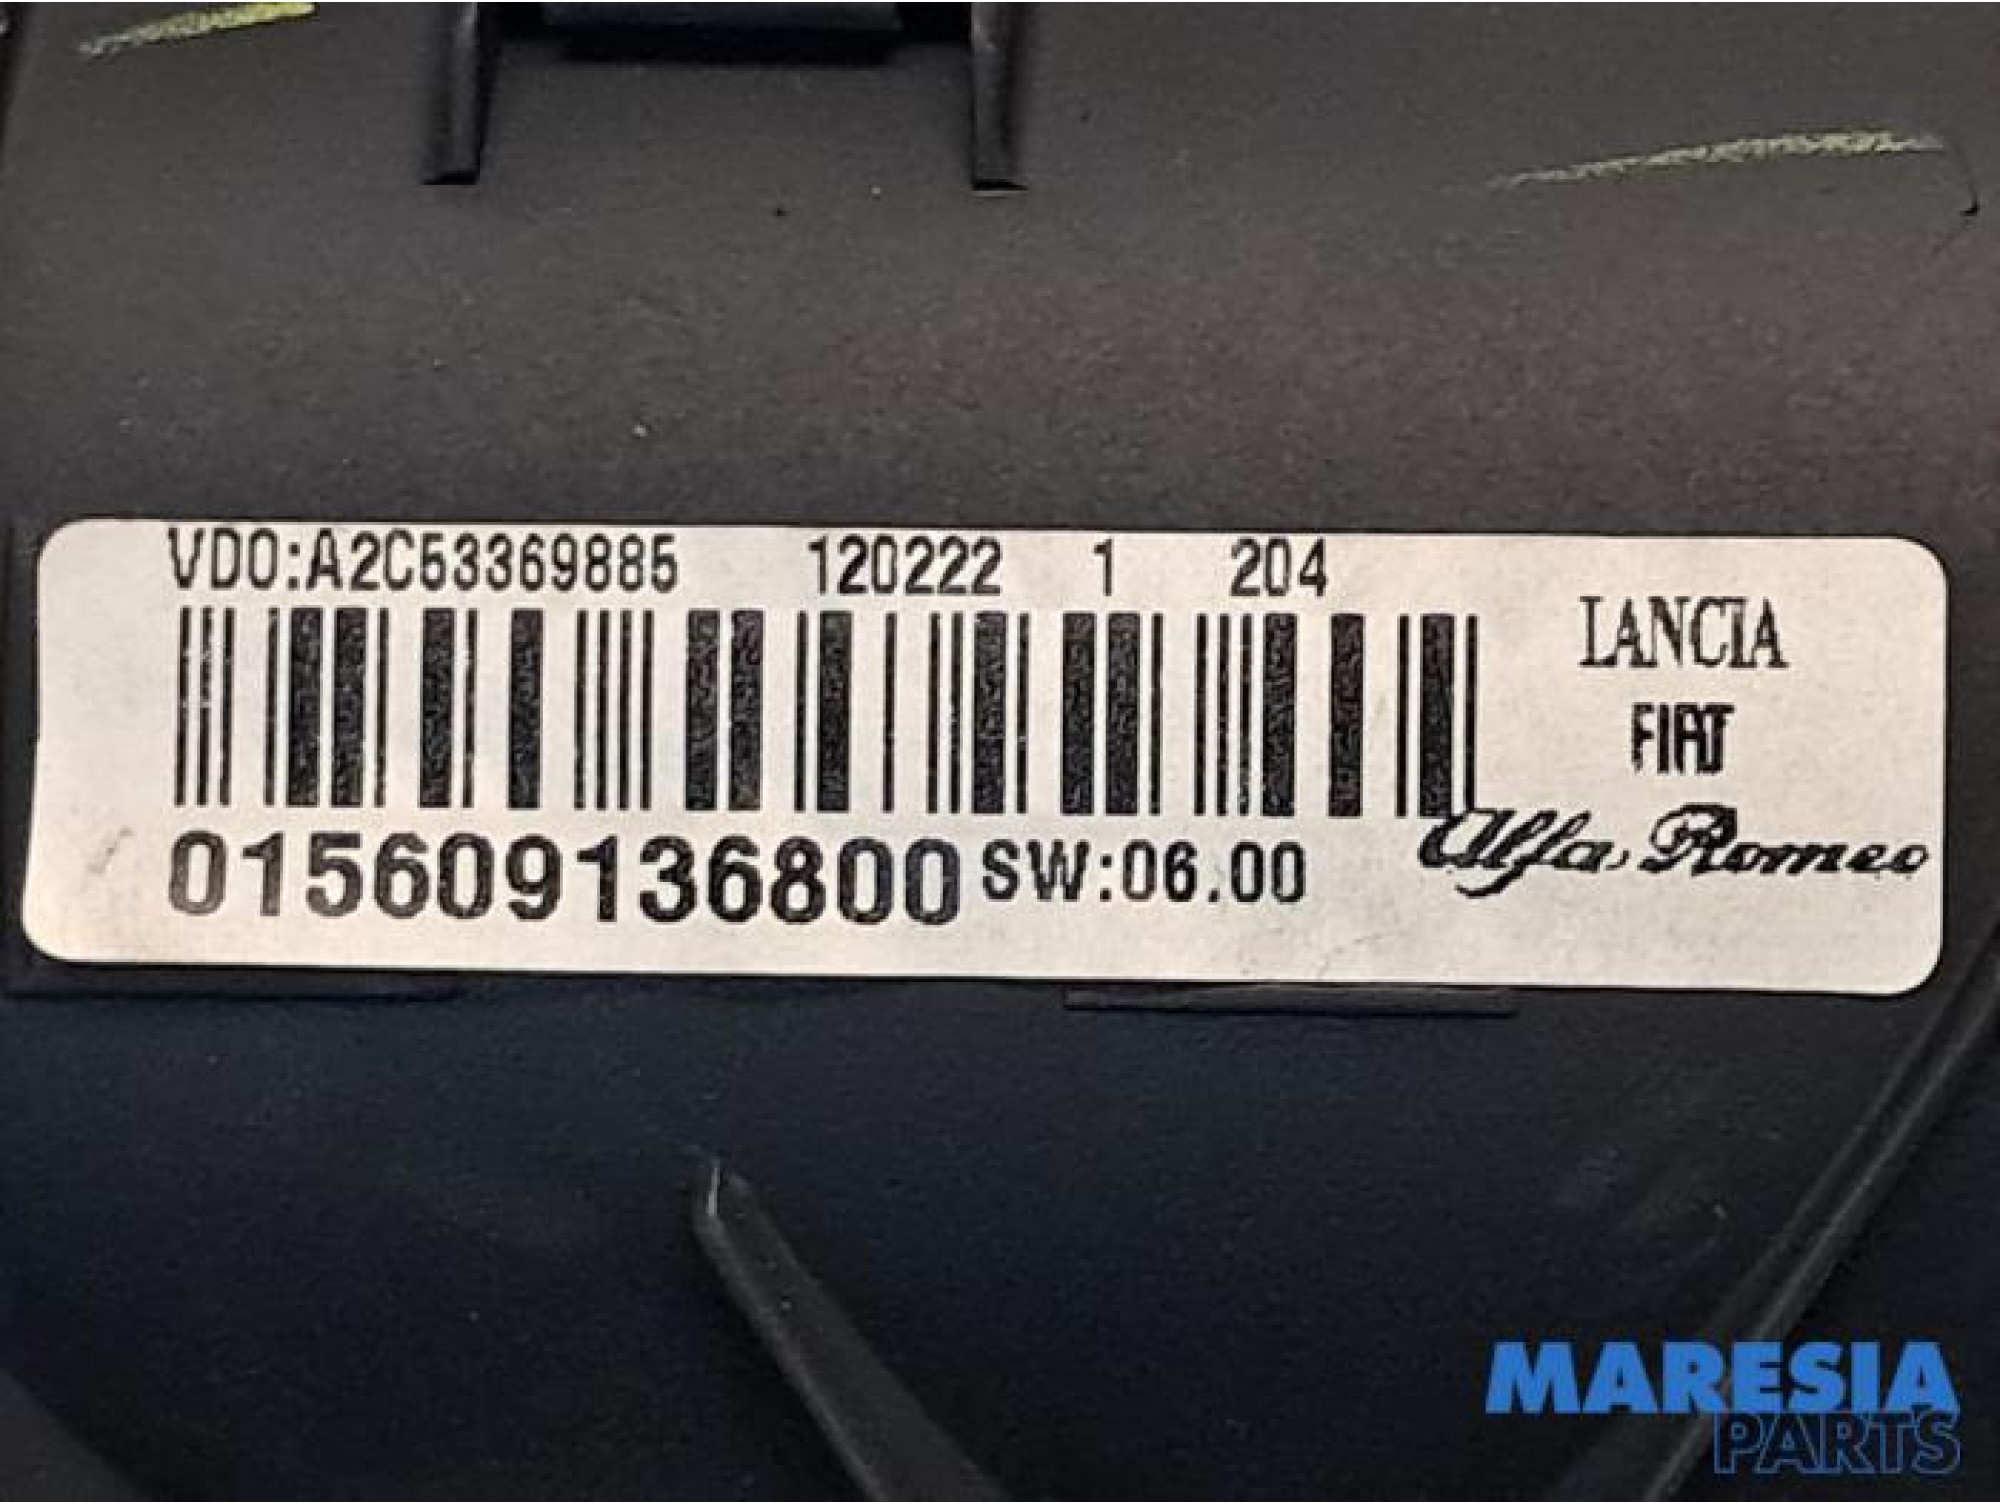 VDO:A2C53369885 120222 1 204
LANCIA
FIAT
Alfa Romeo
015609136800 SW:06.00
MARESIA
PARTS